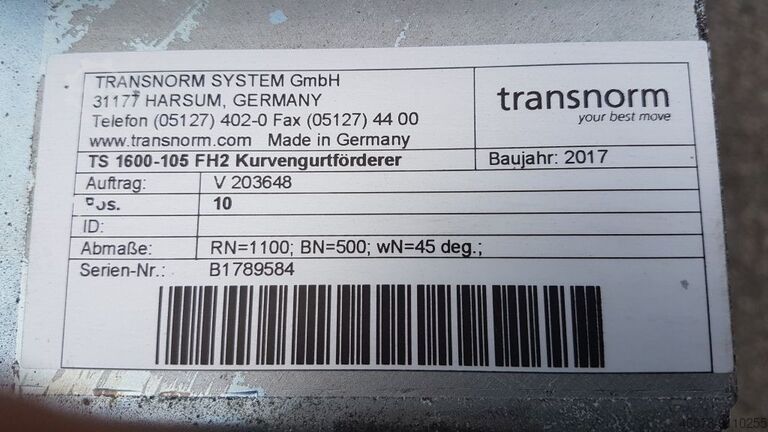 TRANSNORM SYSTEM GmbH
31177 HARSUM, GERMANY
Telefon (05127) 402-0 Fax (05127) 44 00
www.transnorm.com Made in Germany
transnorm
your best move
TS 1600-105 FH2 Kurvengurtförderer
Baujahr: 2017
Auftrag: V 203648
Pos. 10
ID:
Abmaße: RN=1100; BN=500; wN=45 deg.;
Serien-Nr.: B1789584